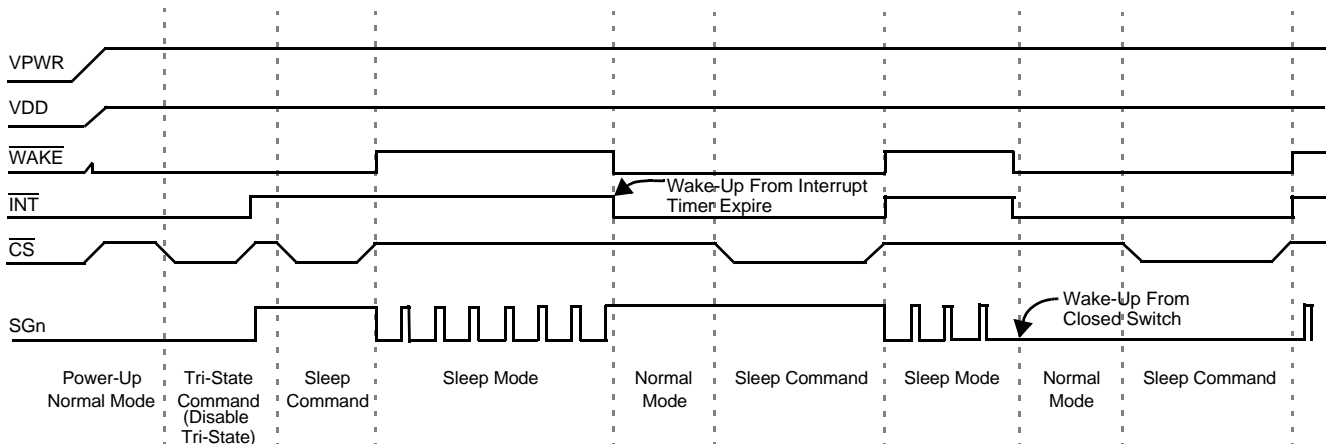 VPWR
VDD
WAKE
INT
Wake-Up From Interrupt
Timer Expire
CS
SGn
Wake-Up From
Closed Switch
Power-Up
Normal Mode
Tri-State
Command
(Disable
Tri-State)
Sleep
Command
Sleep Mode
Normal
Mode
Sleep Command
Sleep Mode
Normal
Mode
Sleep Command